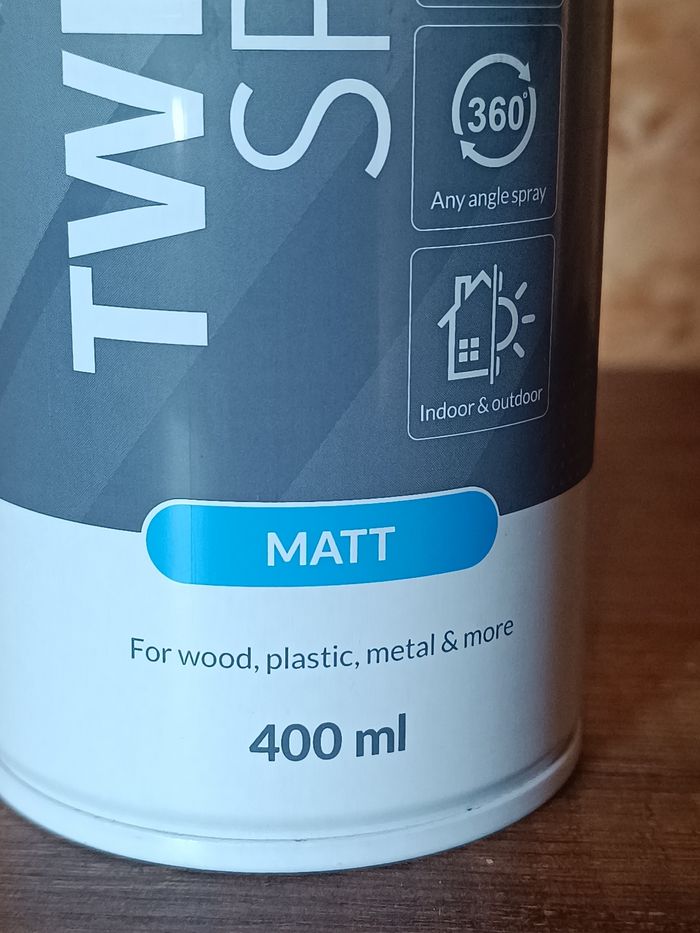 360°
Any angle spray
Indoor & outdoor
MATT
For wood, plastic, metal & more
400 ml